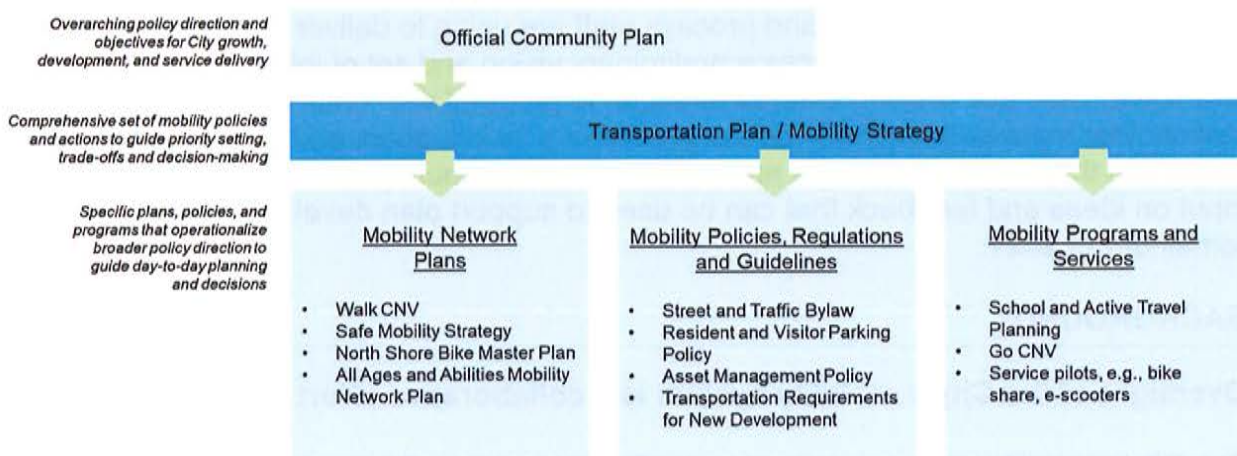 Overarching policy direction and
objectives for City growth,
development, and service delivery
Official Community Plan
Comprehensive set of mobility policies
and actions to guide priority setting,
trade-offs and decision-making
Transportation Plan / Mobility Strategy
Specific plans, policies, and
programs that operationalize
broader policy direction to
guide day-to-day planning
and decisions
Mobility Network
Plans
• Walk CNV
• Safe Mobility Strategy
• North Shore Bike Master Plan
• All Ages and Abilities Mobility
Network Plan
Mobility Policies, Regulations
and Guidelines
• Street and Traffic Bylaw
• Resident and Visitor Parking
Policy
• Asset Management Policy
• Transportation Requirements
for New Development
Mobility Programs and
Services
• School and Active Travel
Planning
• Go CNV
• Service pilots, e.g., bike
share, e-scooters